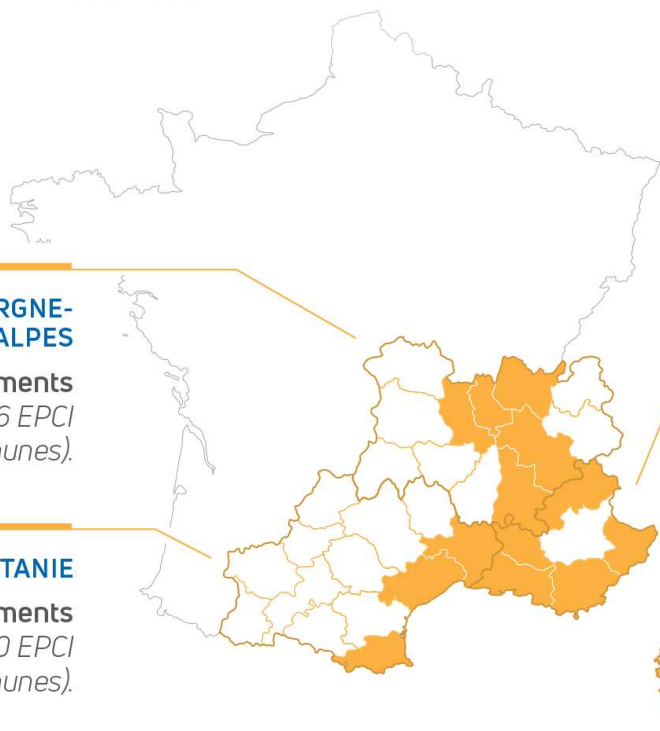 RGNE-
ALPES
ments
6 EPCI
unes).
TANIE
ments
0 EPCI
unes).